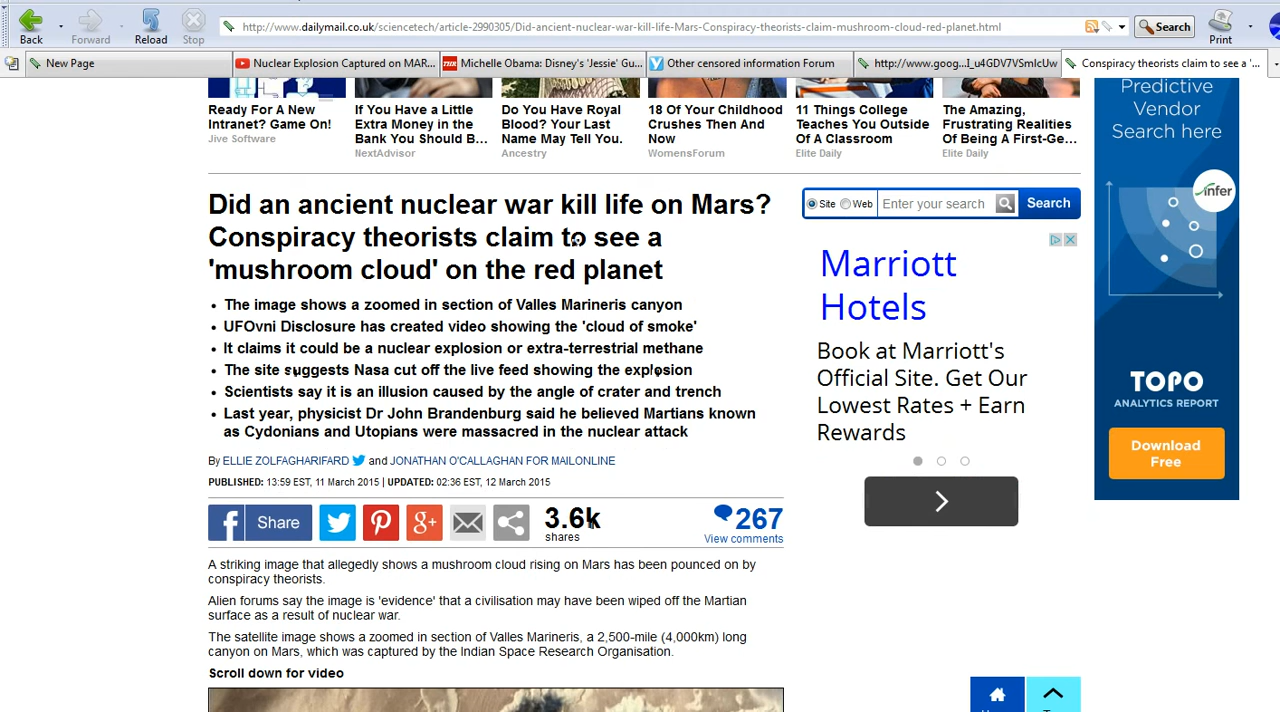 Back
Forward
Reload
Stop
http://www.dailymail.co.uk/sciencetech/article-2990305/Did-ancient-nuclear-war-kill-life-Mars-Conspiracy-theorists-claim-mushroom-cloud-red-planet.html
Search
Print
New Page
Nuclear Explosion Captured on MAR...
Michelle Obama: Disney's 'Jessie' Gu...
Other censored information Forum
http://www.goog...I_u4GDV7VSmIcUw
Conspiracy theorists claim to see a '...
Ready For A New
Intranet? Game On!
Jive Software
If You Have a Little
Extra Money in the
Bank You Should B...
NextAdvisor
Do You Have Royal
Blood? Your Last
Name May Tell You.
Ancestry
18 Of Your Childhood
Crushes Then And
Now
WomensForum
11 Things College
Teaches You Outside
Of A Classroom
Elite Daily
The Amazing,
Frustrating Realities
Of Being A First-Ge...
Elite Daily
Predictive
Vendor
Search here
infer
TOPO
ANALYTICS REPORT
Download
Free
Did an ancient nuclear war kill life on Mars?
Conspiracy theorists claim to see a
'mushroom cloud' on the red planet
Site
Web
Enter your search
Search
• The image shows a zoomed in section of Valles Marineris canyon
• UFOvni Disclosure has created video showing the 'cloud of smoke'
• It claims it could be a nuclear explosion or extra-terrestrial methane
• The site suggests Nasa cut off the live feed showing the explosion
• Scientists say it is an illusion caused by the angle of crater and trench
• Last year, physicist Dr John Brandenburg said he believed Martians known
as Cydonians and Utopians were massacred in the nuclear attack
Marriott
Hotels
Book at Marriott's
Official Site. Get Our
Lowest Rates + Earn
Rewards
By ELLIE ZOLFAGHARIFARD and JONATHAN O'CALLAGHAN FOR MAILONLINE
PUBLISHED: 13:59 EST, 11 March 2015 | UPDATED: 02:36 EST, 12 March 2015
f Share
g+
3.6k
shares
267
View comments
A striking image that allegedly shows a mushroom cloud rising on Mars has been pounced on by
conspiracy theorists.
Alien forums say the image is 'evidence' that a civilisation may have been wiped off the Martian
surface as a result of nuclear war.
The satellite image shows a zoomed in section of Valles Marineris, a 2,500-mile (4,000km) long
canyon on Mars, which was captured by the Indian Space Research Organisation.
Scroll down for video